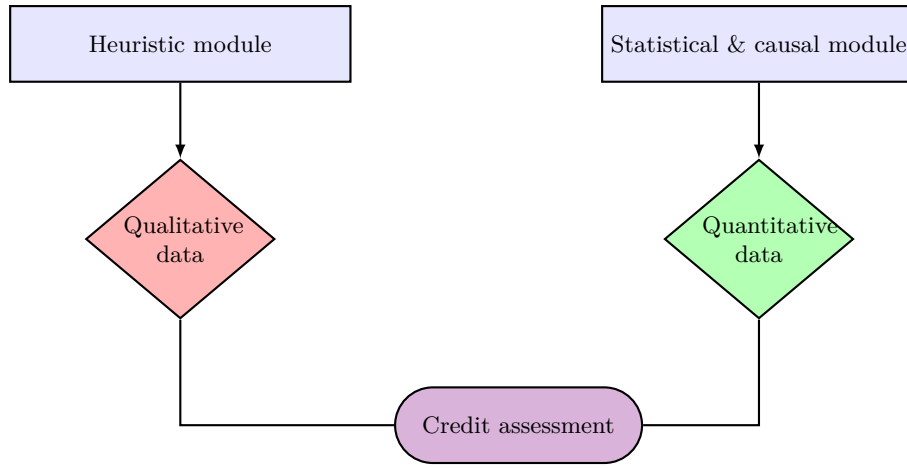 Heuristic module
Statistical & causal module
Qualitative
data
Quantitative
data
Credit assessment